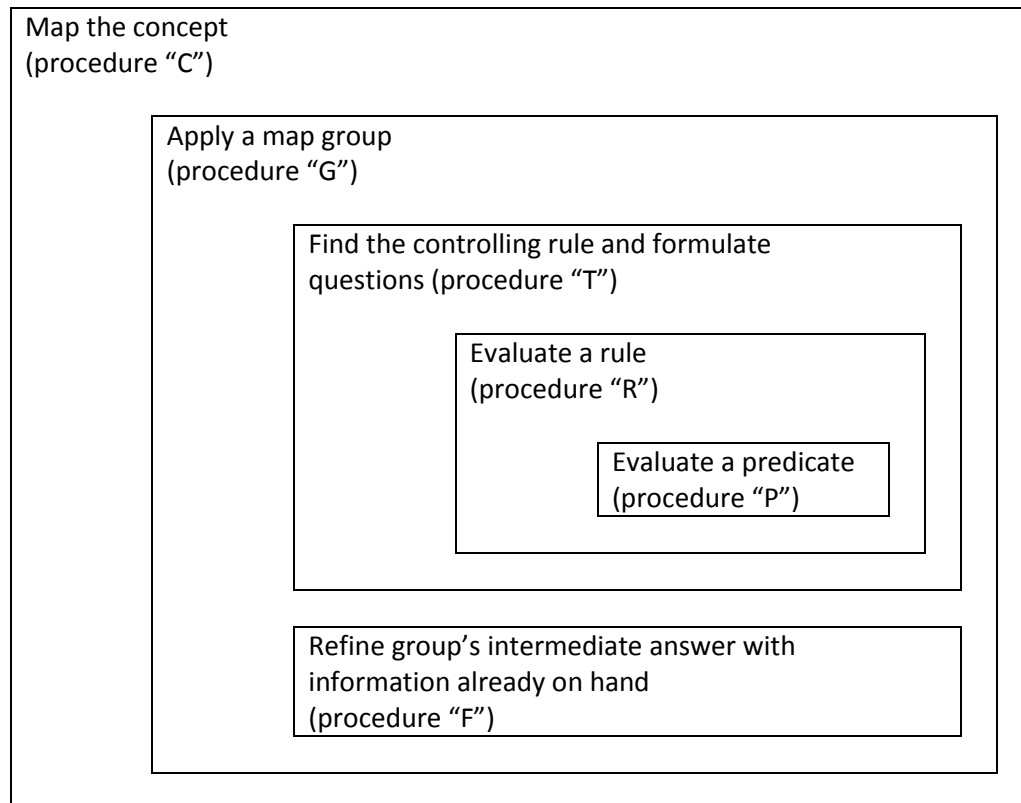 Map the concept
(procedure “C”)
Apply a map group
(procedure “G”)
Find the controlling rule and formulate
questions (procedure “T”)
Evaluate a rule
(procedure “R”)
Evaluate a predicate
(procedure “P”)
Refine group’s intermediate answer with
information already on hand
(procedure “F”)